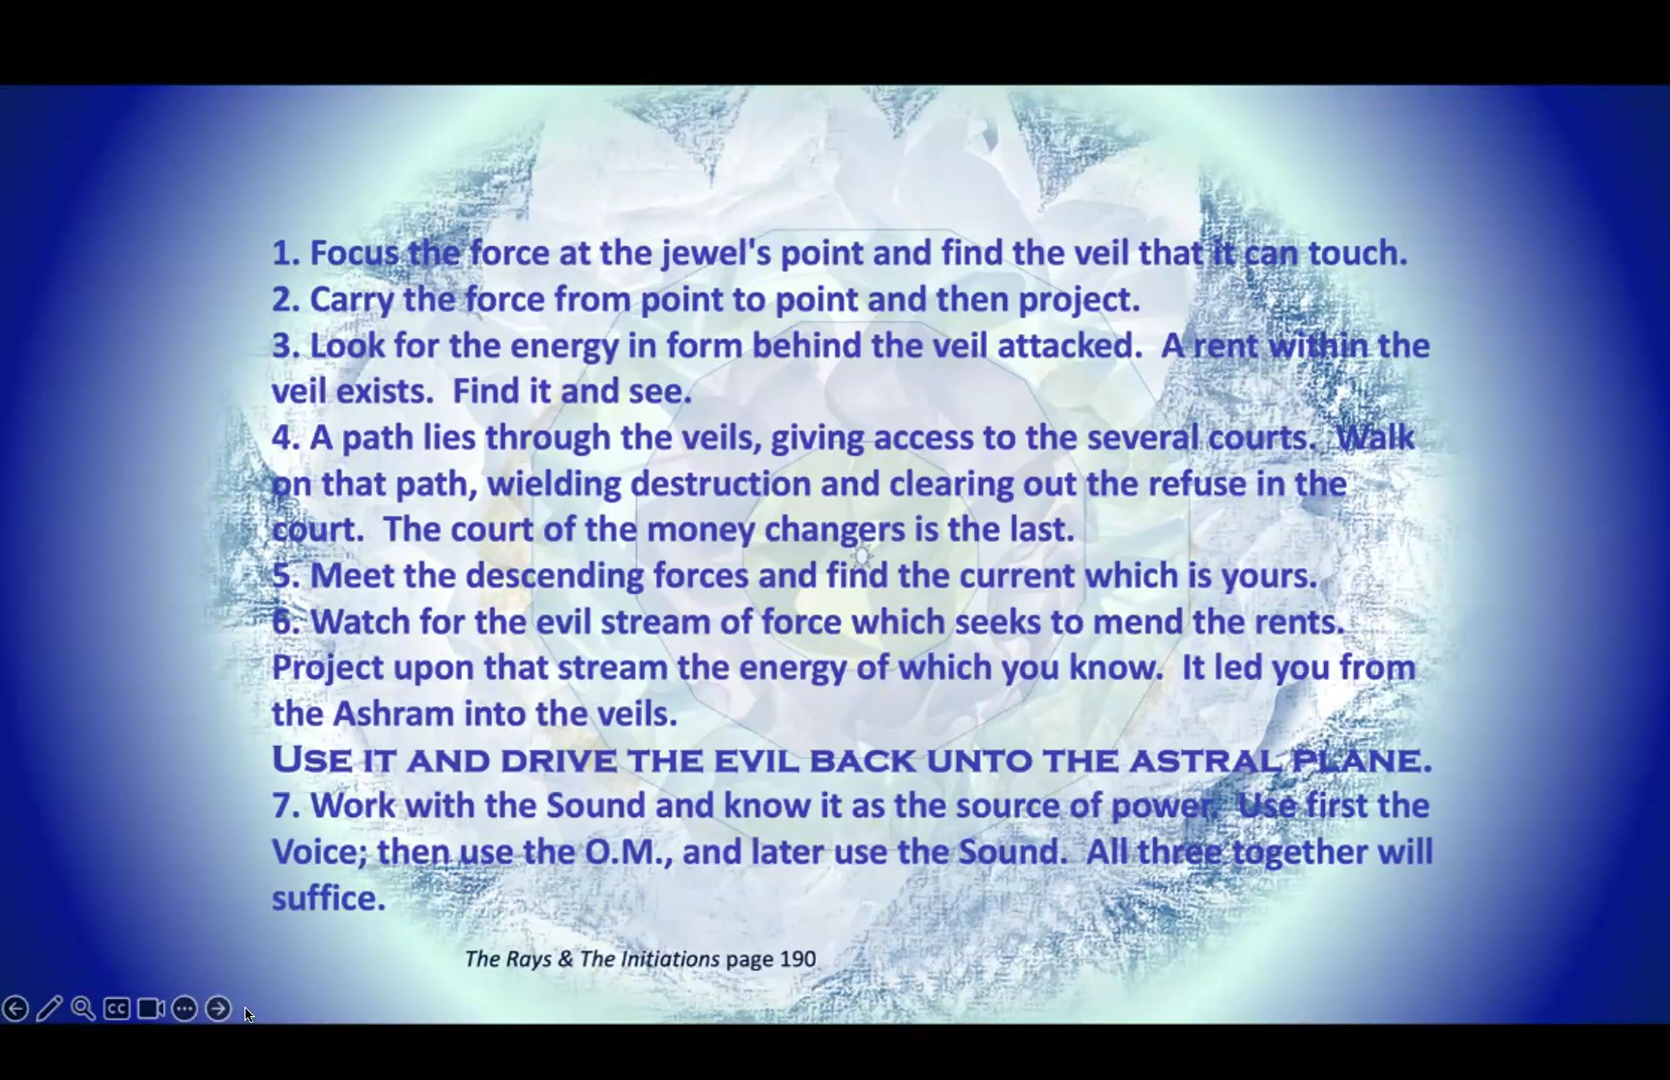 1. Focus the force at the jewel's point and find the veil that it can touch.
2. Carry the force from point to point and then project.
3. Look for the energy in form behind the veil attacked. A rent within the
veil exists. Find it and see.
4. A path lies through the veils, giving access to the several courts. Walk
on that path, wielding destruction and clearing out the refuse in the
court. The court of the money changers is the last.
5. Meet the descending forces and find the current which is yours.
6. Watch for the evil stream of force which seeks to mend the rents.
Project upon that stream the energy of which you know. It led you from
the Ashram into the veils.
USE IT AND DRIVE THE EVIL BACK UNTO THE ASTRAL PLANE.
7. Work with the Sound and know it as the source of power. Use first the
Voice; then use the O.M., and later use the Sound. All three together will
suffice.
The Rays & The Initiations page 190
CC